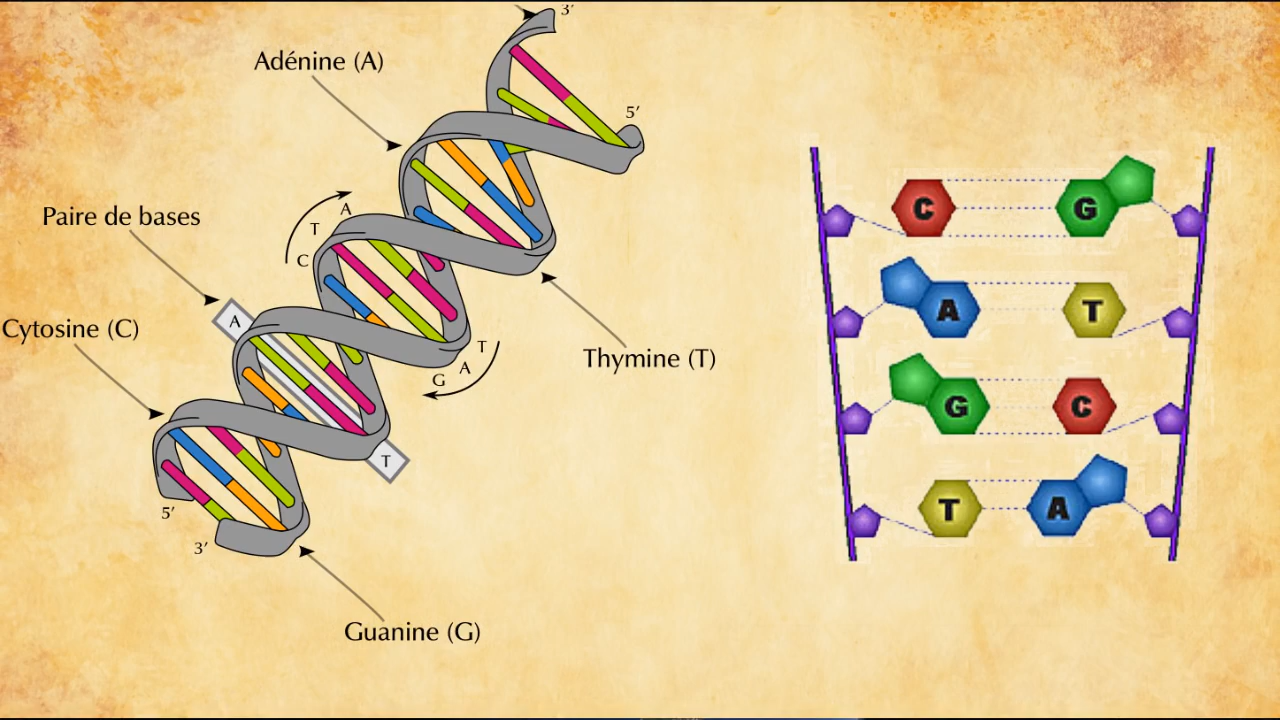 3′
Adénine (A)
5′
Paire de bases
A
T
C
A
Cytosine (C)
T
A
G
Thymine (T)
T
5′
3′
Guanine (G)
C G
A T
G C
T A